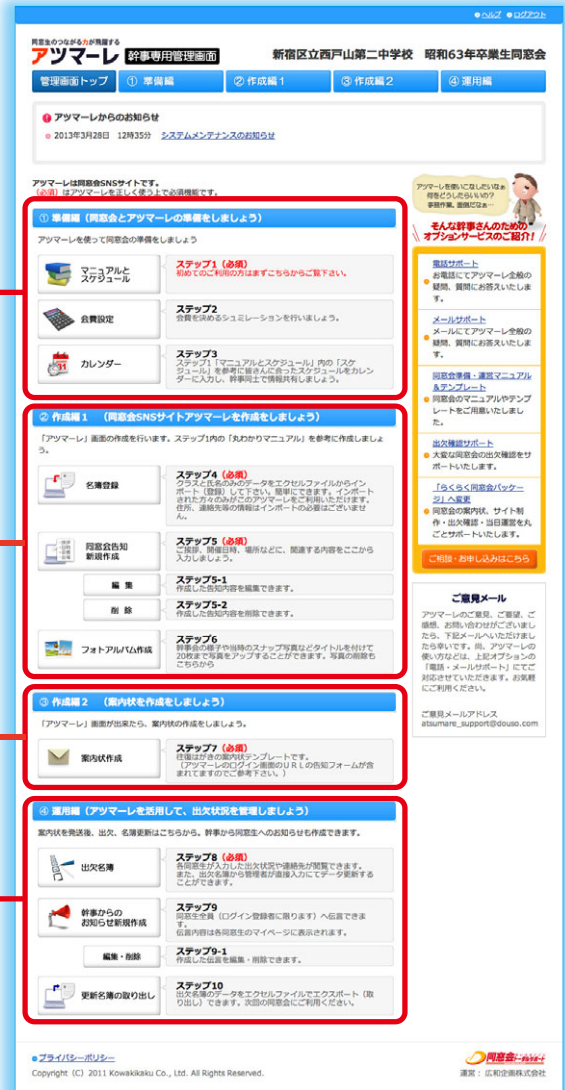 ヘルプ ログアウト
同窓生のつながる力が飛躍する
アツマーレ 幹事専用管理画面
新宿区立西戸山第二中学校 昭和63年卒業生同窓会
管理画面トップ ① 準備編 ② 作成編1 ③ 作成編2 ④ 運用編
アツマーレからのお知らせ
2013年3月28日 12時35分 システムメンテナンスのお知らせ
アツマーレは同窓会SNSサイトです。
(必須) はアツマーレを正しく使う上で必須機能です。
① 準備編(同窓会とアツマーレの準備をしましょう)
アツマーレを使って同窓会の準備をしましょう
マニュアルと
スケジュール
ステップ1(必須)
初めてのご利用の方はまずこちらからご覧下さい。
会費設定
ステップ2
会費を決めるシュミレーションを行いましょう。
カレンダー
ステップ3
ステップ1「マニュアルとスケジュール」内の「スケ
ジュール」を参考に皆さんに合ったスケジュールをカレン
ダーに入力し、幹事同士で情報共有しましょう。
② 作成編1 (同窓会SNSサイトアツマーレを作成をしましょう)
「アツマーレ」画面の作成を行います。ステップ1内の「丸わかりマニュアル」を参考に作成しましょ
う。
名簿登録
ステップ4(必須)
クラスと氏名のみのデータをエクセルファイルからイン
ポート(登録)して下さい。簡単にできます。インポート
された方々のみがこのアツマーレをご利用いただけます。
住所、連絡先等の情報はインポートの必要はございませ
ん。
同窓会告知
新規作成
ステップ5(必須)
ご挨拶、開催日時、場所などに、関連する内容をここから
入力しましょう。
編 集
ステップ5-1
作成した告知内容を編集できます。
削 除
ステップ5-2
作成した告知内容を削除できます。
フォトアルバム作成
ステップ6
幹事会の様子や当時のスナップ写真などタイトルを付けて
20枚まで写真をアップすることができます。写真の削除も
こちらから
③ 作成編2 (案内状を作成をしましょう)
「アツマーレ」画面が出来たら、案内状の作成をしましょう。
案内状作成
ステップ7(必須)
往復はがきの案内状テンプレートです。
(アツマーレのログイン画面のURLの告知フォームが含
まれてますのでご参考下さい。)
④ 運用編(アツマーレを活用して、出欠状況を管理しましょう)
案内状を発送後、出欠、名簿更新はこちらから。幹事から同窓生へのお知らせも作成できます。
出欠名簿
ステップ8(必須)
各同窓生が入力した出欠状況や連絡先が閲覧できます。
また、出欠名簿から管理者が直接入力にてデータ更新する
ことができます。
幹事からの
お知らせ新規作成
ステップ9
同窓生全員(ログイン登録者に限ります)へ伝言できま
す。
伝言内容は各同窓生のマイページに表示されます。
編集・削除
ステップ9-1
作成した伝言を編集・削除できます。
更新名簿の取り出し
ステップ10
出欠名簿のデータをエクセルファイルでエクスポート(取
り出し)できます。次回の同窓会にご利用ください。
アツマーレを使いこなしたいなぁ
何をどうしたらいいの?
事務作業、面倒だなぁ…
そんな幹事さんのための
オプションサービスのご紹介!
電話サポート
お電話にてアツマーレ全般の
疑問、質問にお答えいたしま
す。
メールサポート
メールにてアツマーレ全般の
疑問、質問にお答えいたしま
す。
同窓会準備・運営マニュアル
&テンプレート
同窓会のマニュアルやテンプ
レートをご用意いたしまし
た。
出欠確認サポート
大変な同窓会の出欠確認をサ
ポートいたします。
「らくらく同窓会パッケー
ジ」へ変更
同窓会の案内状、サイト制
作・出欠確認・当日運営を丸
ごとサポートいたします。
ご相談・お申し込みはこちら
ご意見メール
アツマーレのご意見、ご要望、ご
感想、お問い合わせがございまし
たら、下記メールへいただけまし
たら幸いです。尚、アツマーレの
使い方などは、上記オプションの
「電話・メールサポート」にてご
対応させていただきます。お気軽
にご利用ください。
ご意見メールアドレス
atsumare_support@douso.com
プライバシーポリシー
Copyright (C) 2011 Kowakikaku Co., Ltd. All Rights Reserved.
同窓会トータルサポート
運営:広和企画株式会社